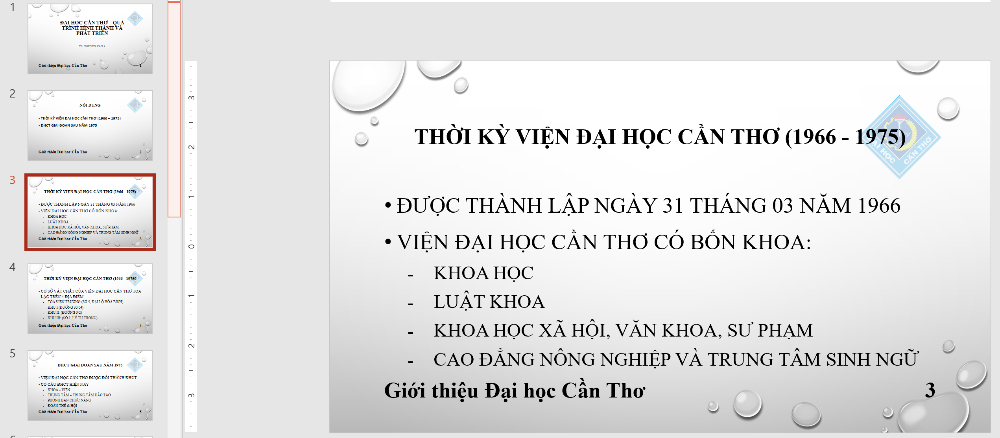 1
ĐẠI HỌC CẦN THƠ – QUÁ
TRÌNH HÌNH THÀNH VÀ
PHÁT TRIỂN
TS. NGUYỄN VĂN A
Giới thiệu Đại học Cần Thơ
1
2
NỘI DUNG
• THỜI KỲ VIỆN ĐẠI HỌC CẦN THƠ (1966 – 1975)
• ĐHCT GIAI ĐOẠN SAU NĂM 1975
Giới thiệu Đại học Cần Thơ
2
3
THỜI KỲ VIỆN ĐẠI HỌC CẦN THƠ (1966 - 1975)
• ĐƯỢC THÀNH LẬP NGÀY 31 THÁNG 03 NĂM 1966
• VIỆN ĐẠI HỌC CẦN THƠ CÓ BỐN KHOA:
- KHOA HỌC
- LUẬT KHOA
- KHOA HỌC XÃ HỘI, VĂN KHOA, SƯ PHẠM
- CAO ĐẲNG NÔNG NGHIỆP VÀ TRUNG TÂM SINH NGỮ
Giới thiệu Đại học Cần Thơ
3
4
THỜI KỲ VIỆN ĐẠI HỌC CẦN THƠ (1966 - 19750
• CƠ SỞ VẬT CHẤT CỦA VIỆN ĐẠI HỌC CẦN THƠ TỌA
LẠC TRÊN 4 ĐỊA ĐIỂM
- TÒA VIỆN TRƯỞNG (SỐ 5, ĐẠI LỘ HÒA BÌNH)
- KHU I (ĐƯỜNG 30/04)
- KHU II: (ĐƯỜNG 3/2)
- KHU III: (SỐ 1, LÝ TỰ TRỌNG)
Giới thiệu Đại học Cần Thơ
4
5
ĐHCT GIAI ĐOẠN SAU NĂM 1975
• VIỆN ĐẠI HỌC CẦN THƠ ĐƯỢC ĐỔI THÀNH ĐHCT
• CƠ CẤU ĐHCT HIỆN NAY
- KHOA – VIỆN
- TRUNG TÂM – TRUNG TÂM ĐÀO TẠO
- PHÒNG BAN CHỨC NĂNG
- ĐOÀN THỂ & HỘI
Giới thiệu Đại học Cần Thơ
5
3
2
1
0
1
2
3
THỜI KỲ VIỆN ĐẠI HỌC CẦN THƠ (1966 - 1975)
ĐẠI HỌC CẦN THƠ
• ĐƯỢC THÀNH LẬP NGÀY 31 THÁNG 03 NĂM 1966
• VIỆN ĐẠI HỌC CẦN THƠ CÓ BỐN KHOA:
- KHOA HỌC
- LUẬT KHOA
- KHOA HỌC XÃ HỘI, VĂN KHOA, SƯ PHẠM
- CAO ĐẲNG NÔNG NGHIỆP VÀ TRUNG TÂM SINH NGỮ
Giới thiệu Đại học Cần Thơ
3